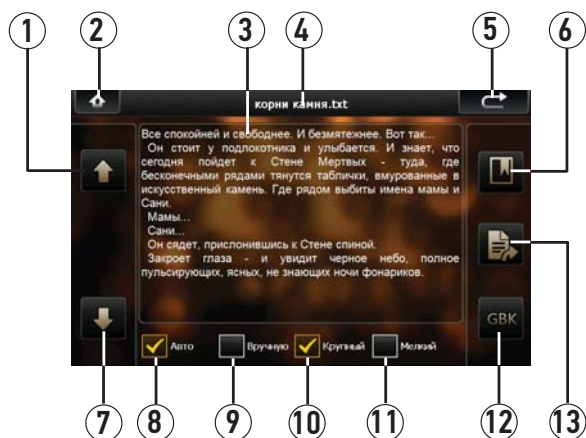 1
2
3
4
5
6
корни камня.txt
Все спокойней и свободнее. И безмятежнее. Вот так...
Он стоит у подлокотника и улыбается. И знает, что
сегодня пойдет к Стене Мертвых - туда, где
бесконечными рядами тянутся таблички, вмурованные в
искусственный камень. Где рядом выбиты имена мамы и
Сани.
Мамы...
Сани...
Он сядет, прислонившись к Стене спиной.
Закроет глаза - и увидит черное небо, полное
пульсирующих, ясных, не знающих ночи фонариков.
GBK
Авто
Вручную
Крупный
Мелкий
7
8
9
10
11
12
13